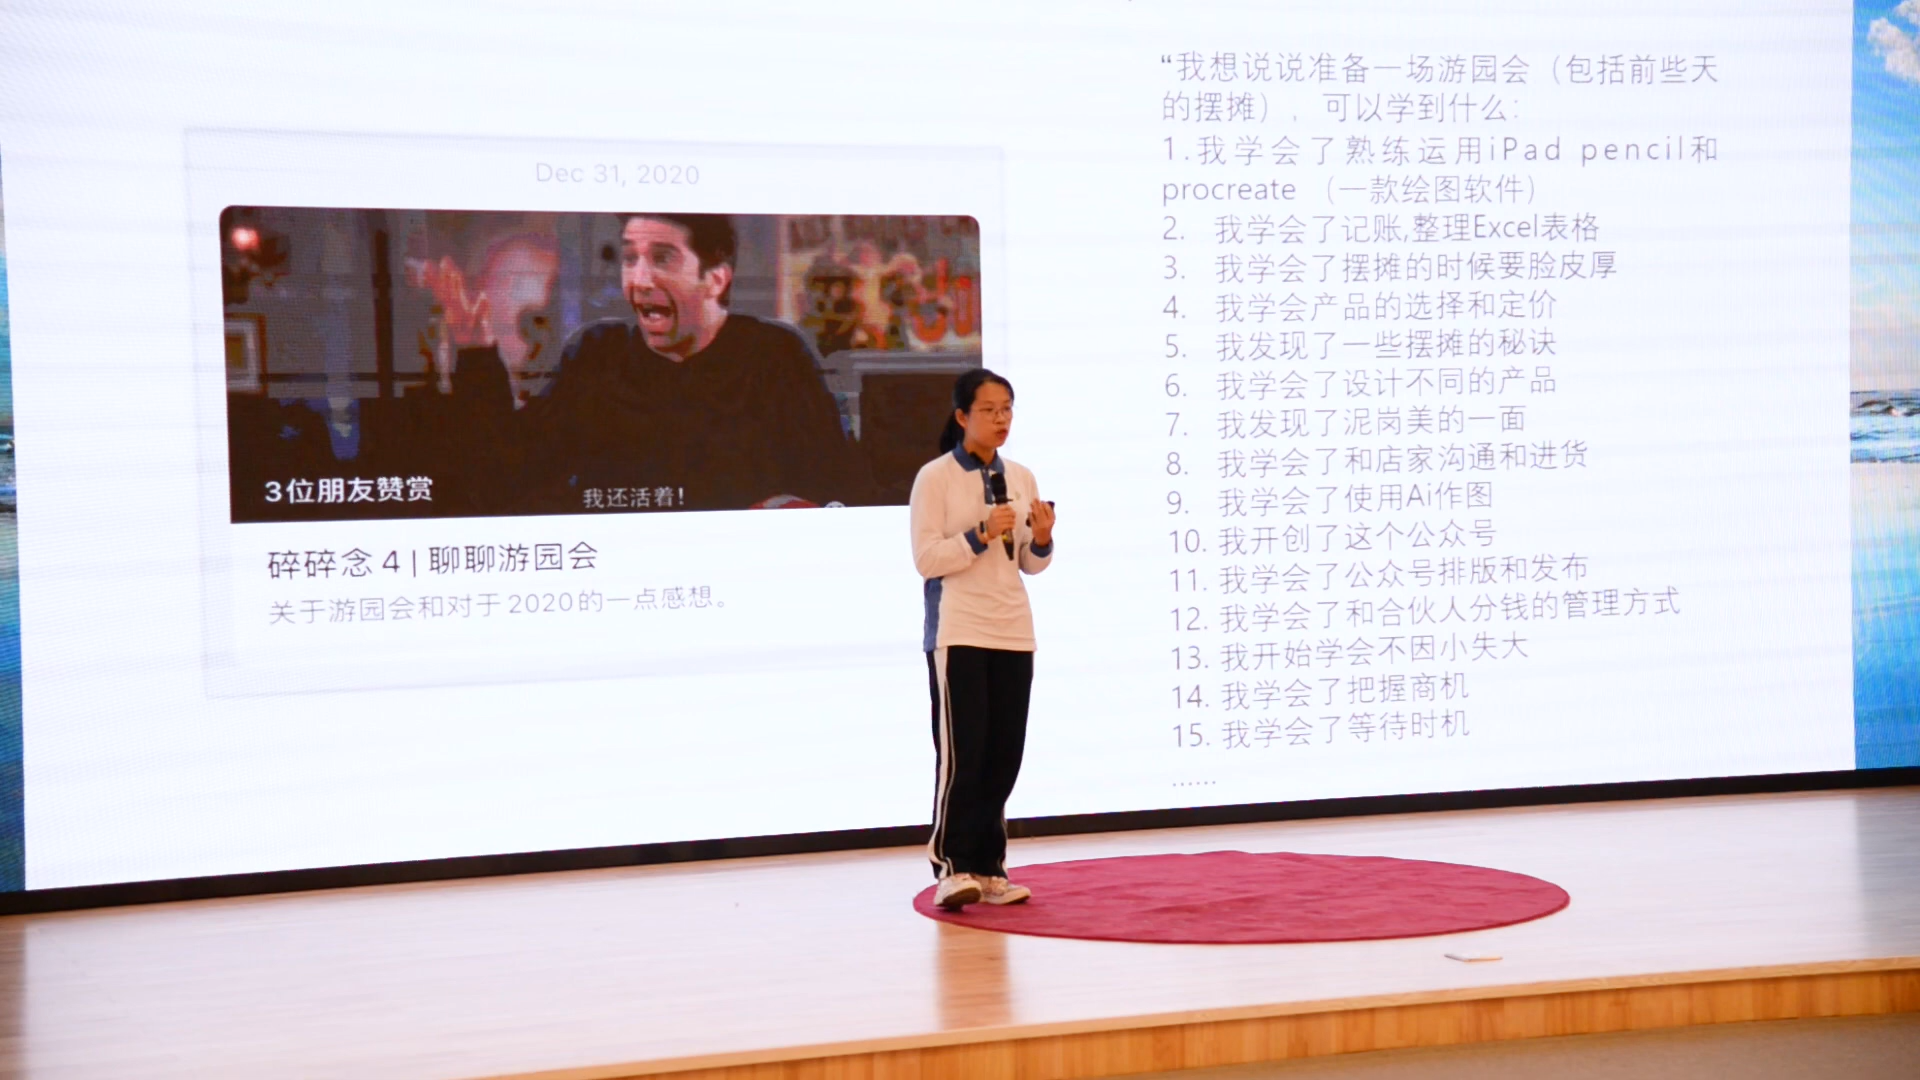 Dec 31, 2020
3位朋友赞赏
我还活着！
碎碎念 4 | 聊聊游园会
关于游园会和对于2020的一点感想。
“我想说说准备一场游园会（包括前些天
的摆摊），可以学到什么：
1.我学会了熟练运用iPad pencil和
procreate （一款绘图软件）
2. 我学会了记账,整理Excel表格
3. 我学会了摆摊的时候要脸皮厚
4. 我学会产品的选择和定价
5. 我发现了一些摆摊的秘诀
6. 我学会了设计不同的产品
7. 我发现了泥岗美的一面
8. 我学会了和店家沟通和进货
9. 我学会了使用Ai作图
10. 我开创了这个公众号
11. 我学会了公众号排版和发布
12. 我学会了和合伙人分钱的管理方式
13. 我开始学会不因小失大
14. 我学会了把握商机
15. 我学会了等待时机
……